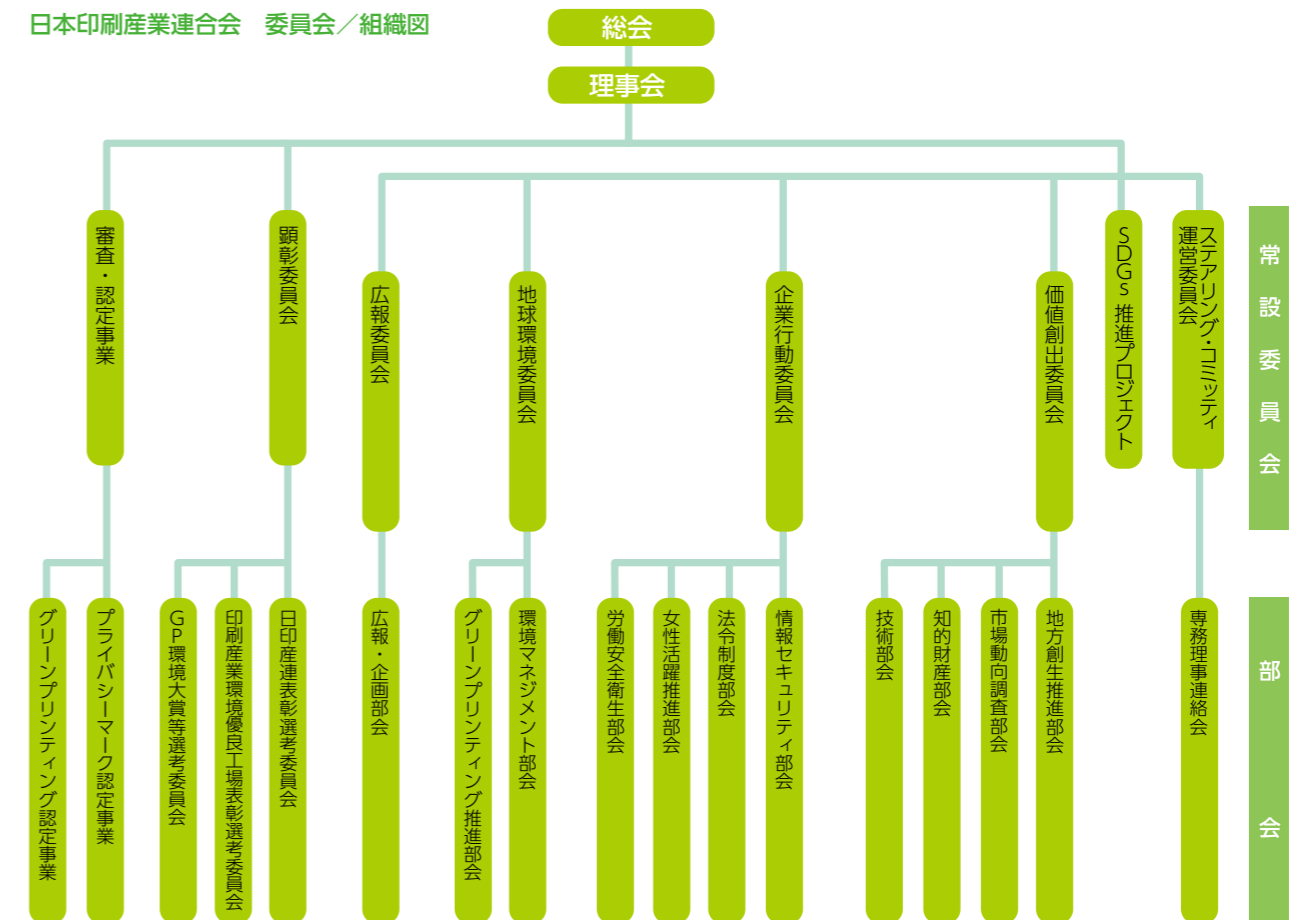 日本印刷産業連合会　委員会／組織図
総会
理事会
ステアリング・コミッティ
運営委員会
SDGs 推進プロジェクト
価値創出委員会
企業行動委員会
地球環境委員会
広報委員会
顕彰委員会
審査・認定事業
常設委員会
専務理事連絡会
地方創生推進部会
市場動向調査部会
知的財産部会
技術部会
情報セキュリティ部会
法令制度部会
女性活躍推進部会
労働安全衛生部会
環境マネジメント部会
グリーンプリンティング推進部会
広報・企画部会
日印産連表彰選考委員会
印刷産業環境優良工場表彰選考委員会
GP環境大賞等選考委員会
プライバシーマーク認定事業
グリーンプリンティング認定事業
部会